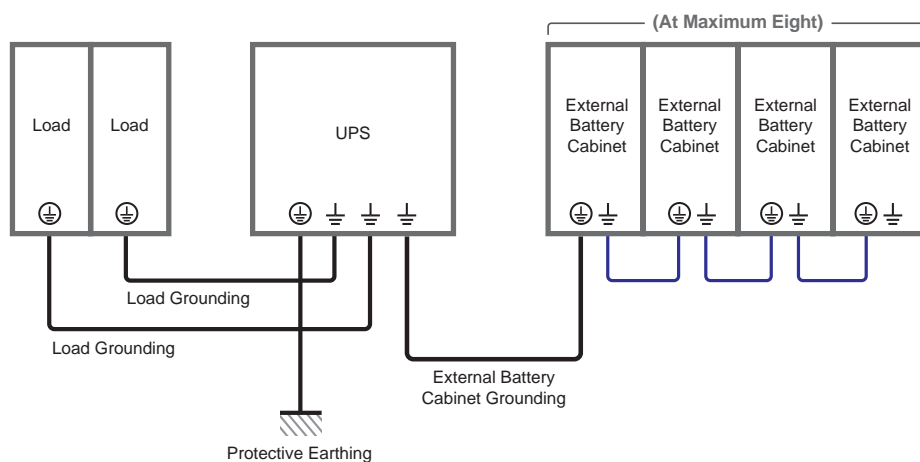 (At Maximum Eight)
Load
Load
UPS
External
Battery
Cabinet
External
Battery
Cabinet
External
Battery
Cabinet
External
Battery
Cabinet
Load Grounding
Load Grounding
External Battery
Cabinet Grounding
Protective Earthing